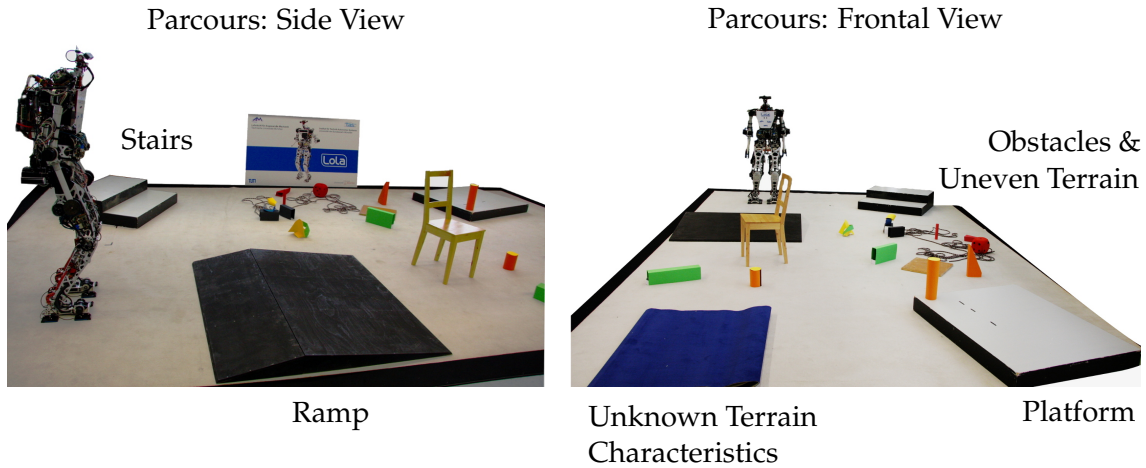 Parcours: Side View
Parcours: Frontal View
Stairs
Lola
Obstacles &
Uneven Terrain
Ramp
Unknown Terrain
Characteristics
Platform